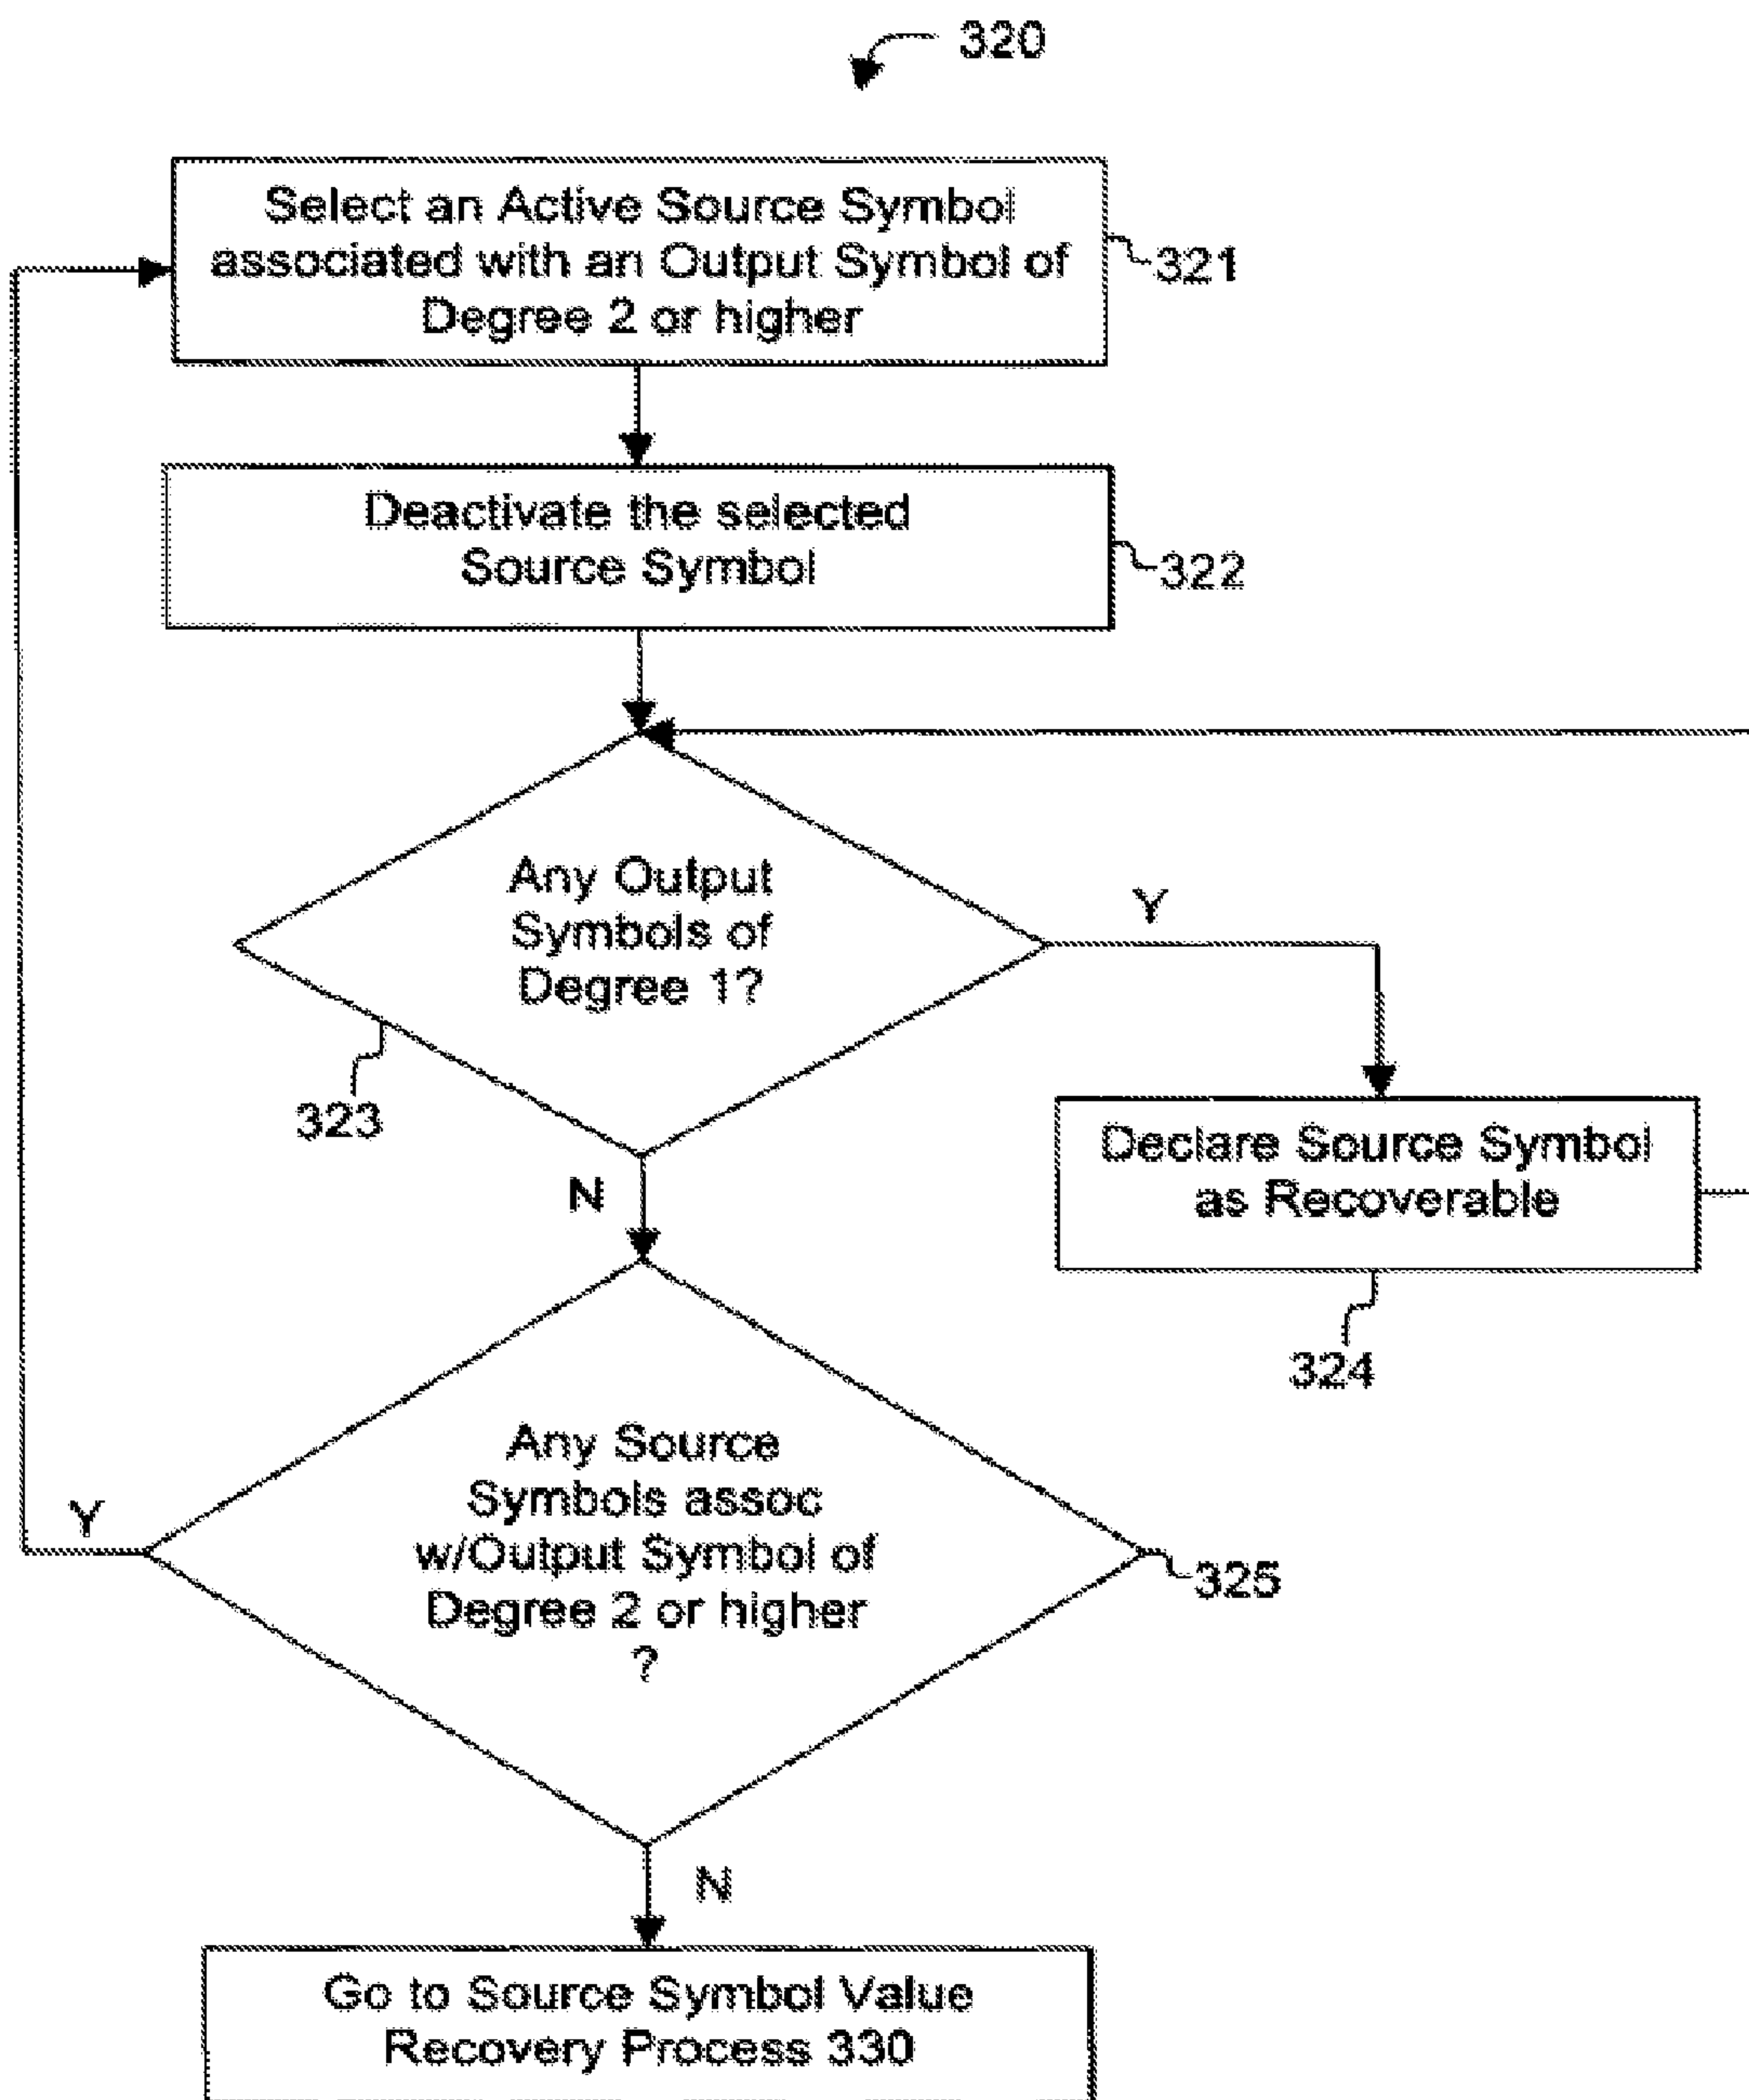 320
Select an Active Source Symbol
associated with an Output Symbol of
Degree 2 or higher
321
Deactivate the selected
Source Symbol
322
Any Output
Symbols of
Degree 1?
Y
323
N
Declare Source Symbol
as Recoverable
324
Any Source
Symbols assoc
w/Output Symbol of
Degree 2 or higher
?
Y
325
N
Go to Source Symbol Value
Recovery Process 330